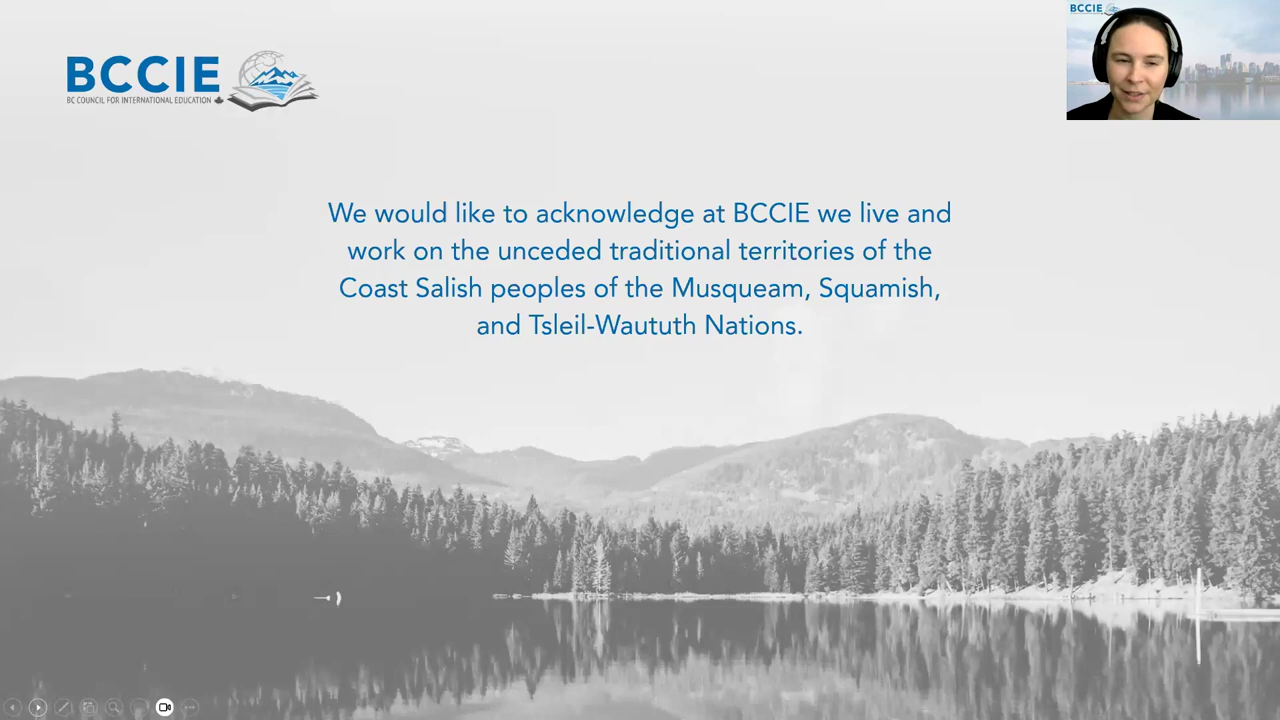 BCCIE
BC COUNCIL FOR INTERNATIONAL EDUCATION
BCCIE
We would like to acknowledge at BCCIE we live and
work on the unceded traditional territories of the
Coast Salish peoples of the Musqueam, Squamish,
and Tsleil-Waututh Nations.